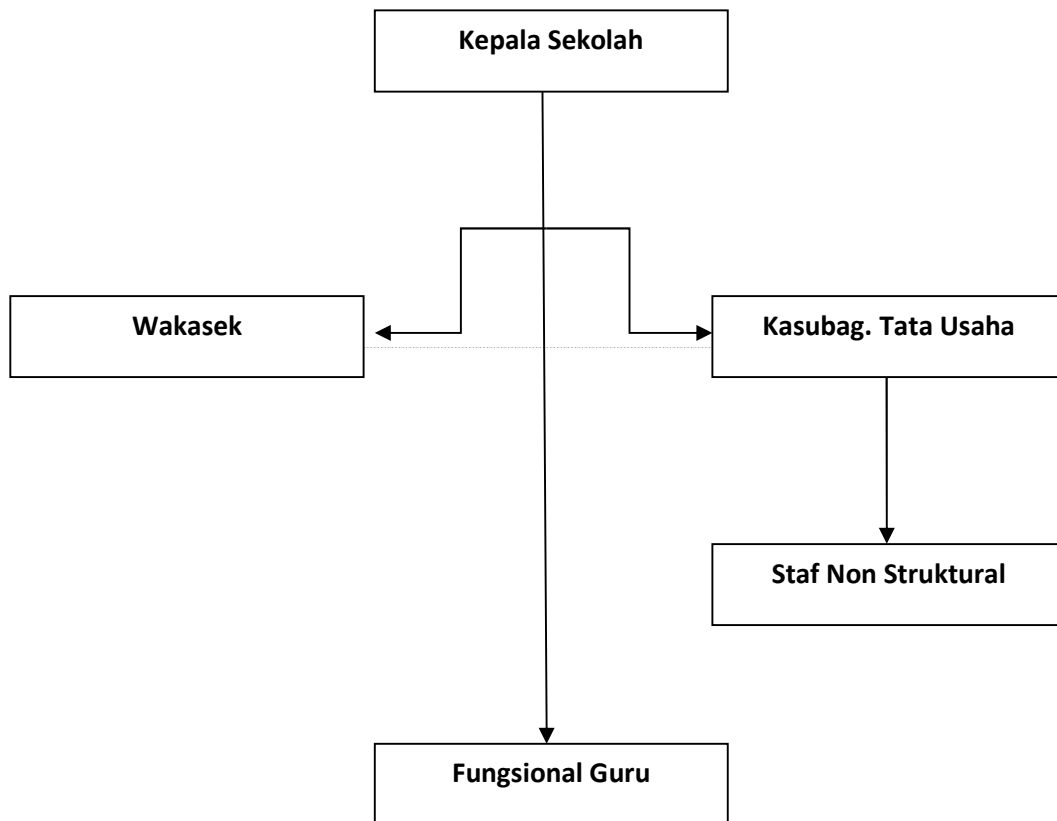 Kepala Sekolah
Wakasek
Kasubag. Tata Usaha
Staf Non Struktural
Fungsional Guru